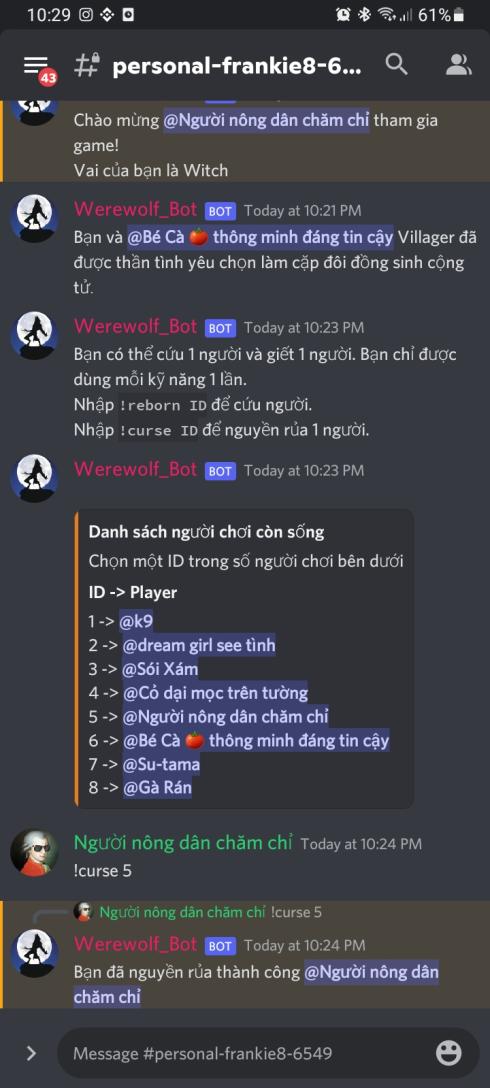 10:29 61%
43 # personal-frankie8-6...
Chào mừng @Người nông dân chăm chỉ tham gia
game!
Vai của bạn là Witch
Werewolf_Bot BOT Today at 10:21 PM
Bạn và @Bé Cà 🍅 thông minh đáng tin cậy Villager đã
được thần tình yêu chọn làm cặp đôi đồng sinh cộng
tử.
Werewolf_Bot BOT Today at 10:23 PM
Bạn có thể cứu 1 người và giết 1 người. Bạn chỉ được
dùng mỗi kỹ năng 1 lần.
Nhập !reborn ID để cứu người.
Nhập !curse ID để nguyền rủa 1 người.
Werewolf_Bot BOT Today at 10:23 PM
Danh sách người chơi còn sống
Chọn một ID trong số người chơi bên dưới
ID -> Player
1 -> @k9
2 -> @dream girl see tình
3 -> @Sói Xám
4 -> @Cỏ dại mọc trên tường
5 -> @Người nông dân chăm chỉ
6 -> @Bé Cà 🍅 thông minh đáng tin cậy
7 -> @Su-tama
8 -> @Gà Rán
Người nông dân chăm chỉ Today at 10:24 PM
!curse 5
Người nông dân chăm chỉ !curse 5
Werewolf_Bot BOT Today at 10:24 PM
Bạn đã nguyền rủa thành công @Người nông dân
chăm chỉ
Message #personal-frankie8-6549